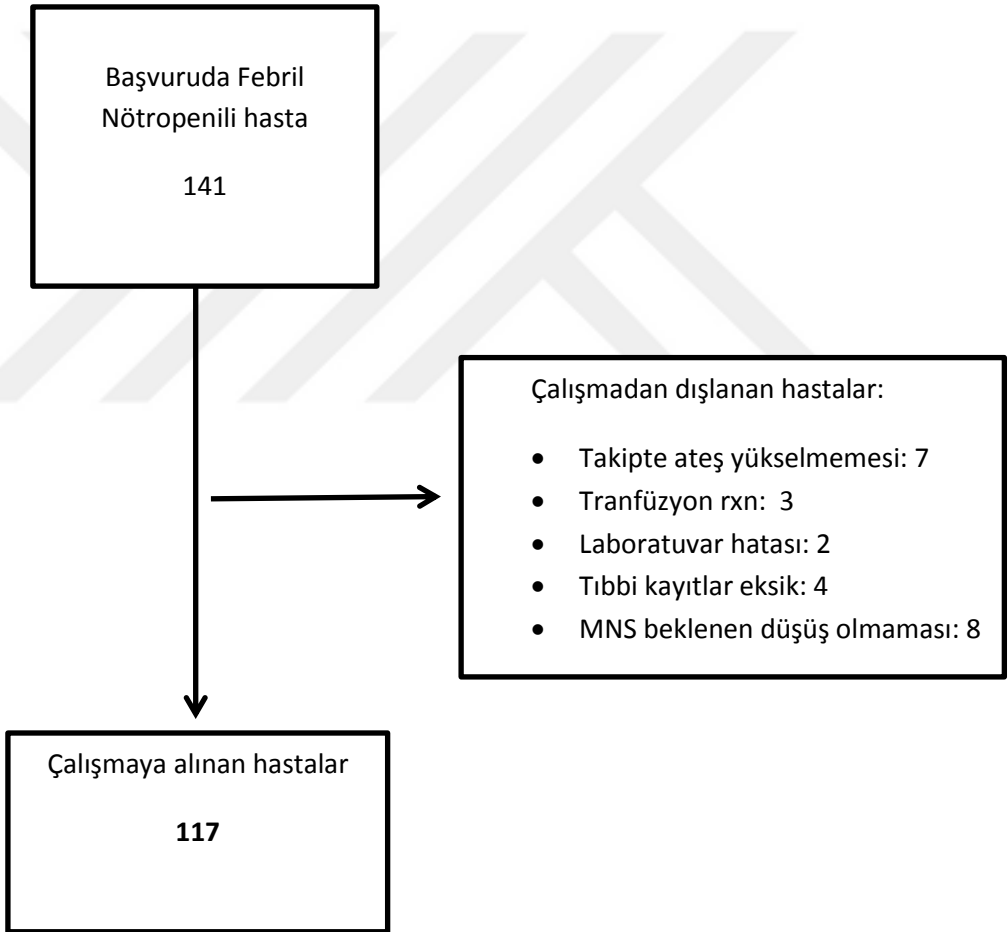 Başvuruda Febril
Nötropenili hasta
141
Çalışmadan dışlanan hastalar:
• Takipte ateş yükselmemesi: 7
• Tranfüzyon rxn: 3
• Laboratuvar hatası: 2
• Tıbbi kayıtlar eksik: 4
• MNS beklenen düşüş olmaması: 8
Çalışmaya alınan hastalar
117